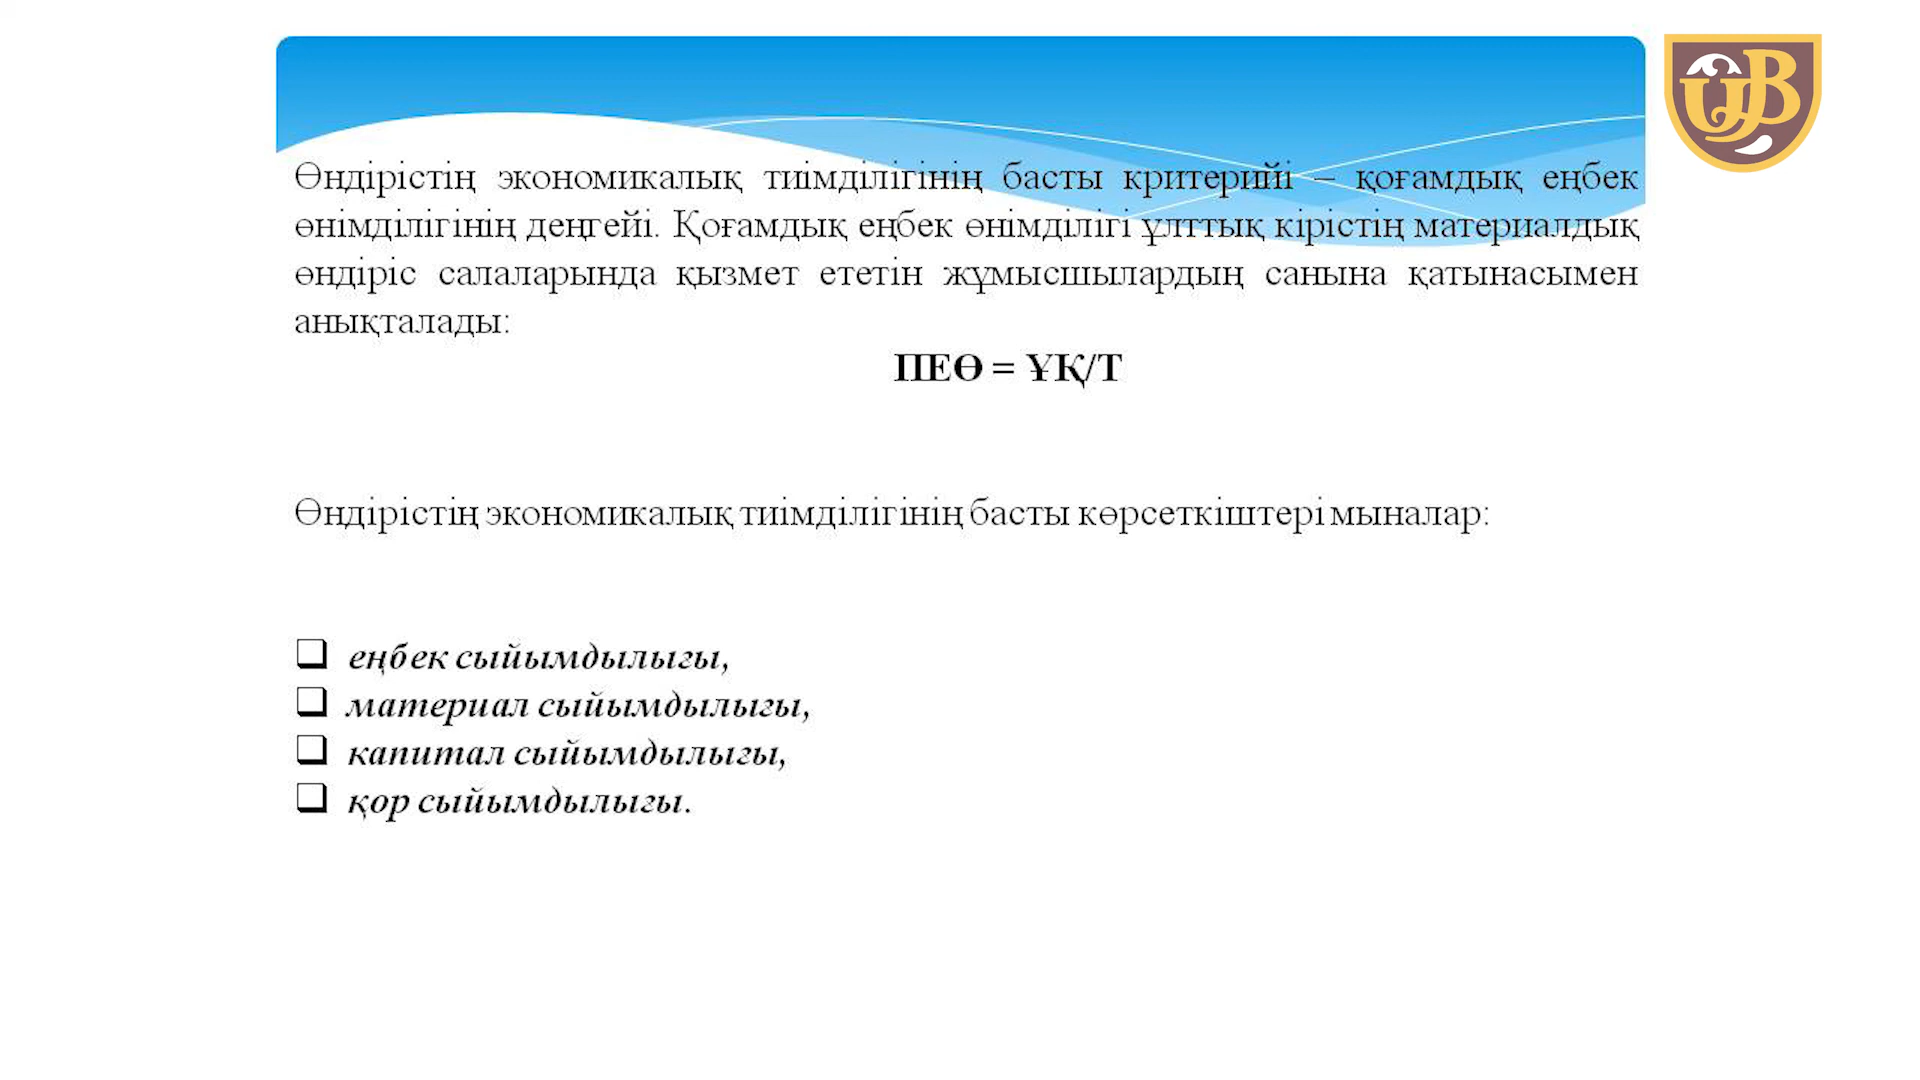 Өндірістің экономикалық тиімділігінің басты критерийі – қоғамдық еңбек
өнімділігінің деңгейі. Қоғамдық еңбек өнімділігі ұлттық кірістің материалдық
өндіріс салаларында қызмет ететін жұмысшылардың санына қатынасымен
анықталады:
ПЕӨ = ҰҚ/Т
Өндірістің экономикалық тиімділігінің басты көрсеткіштері мыналар:
❑ еңбек сыйымдылығы,
❑ материал сыйымдылығы,
❑ капитал сыйымдылығы,
❑ қор сыйымдылығы.